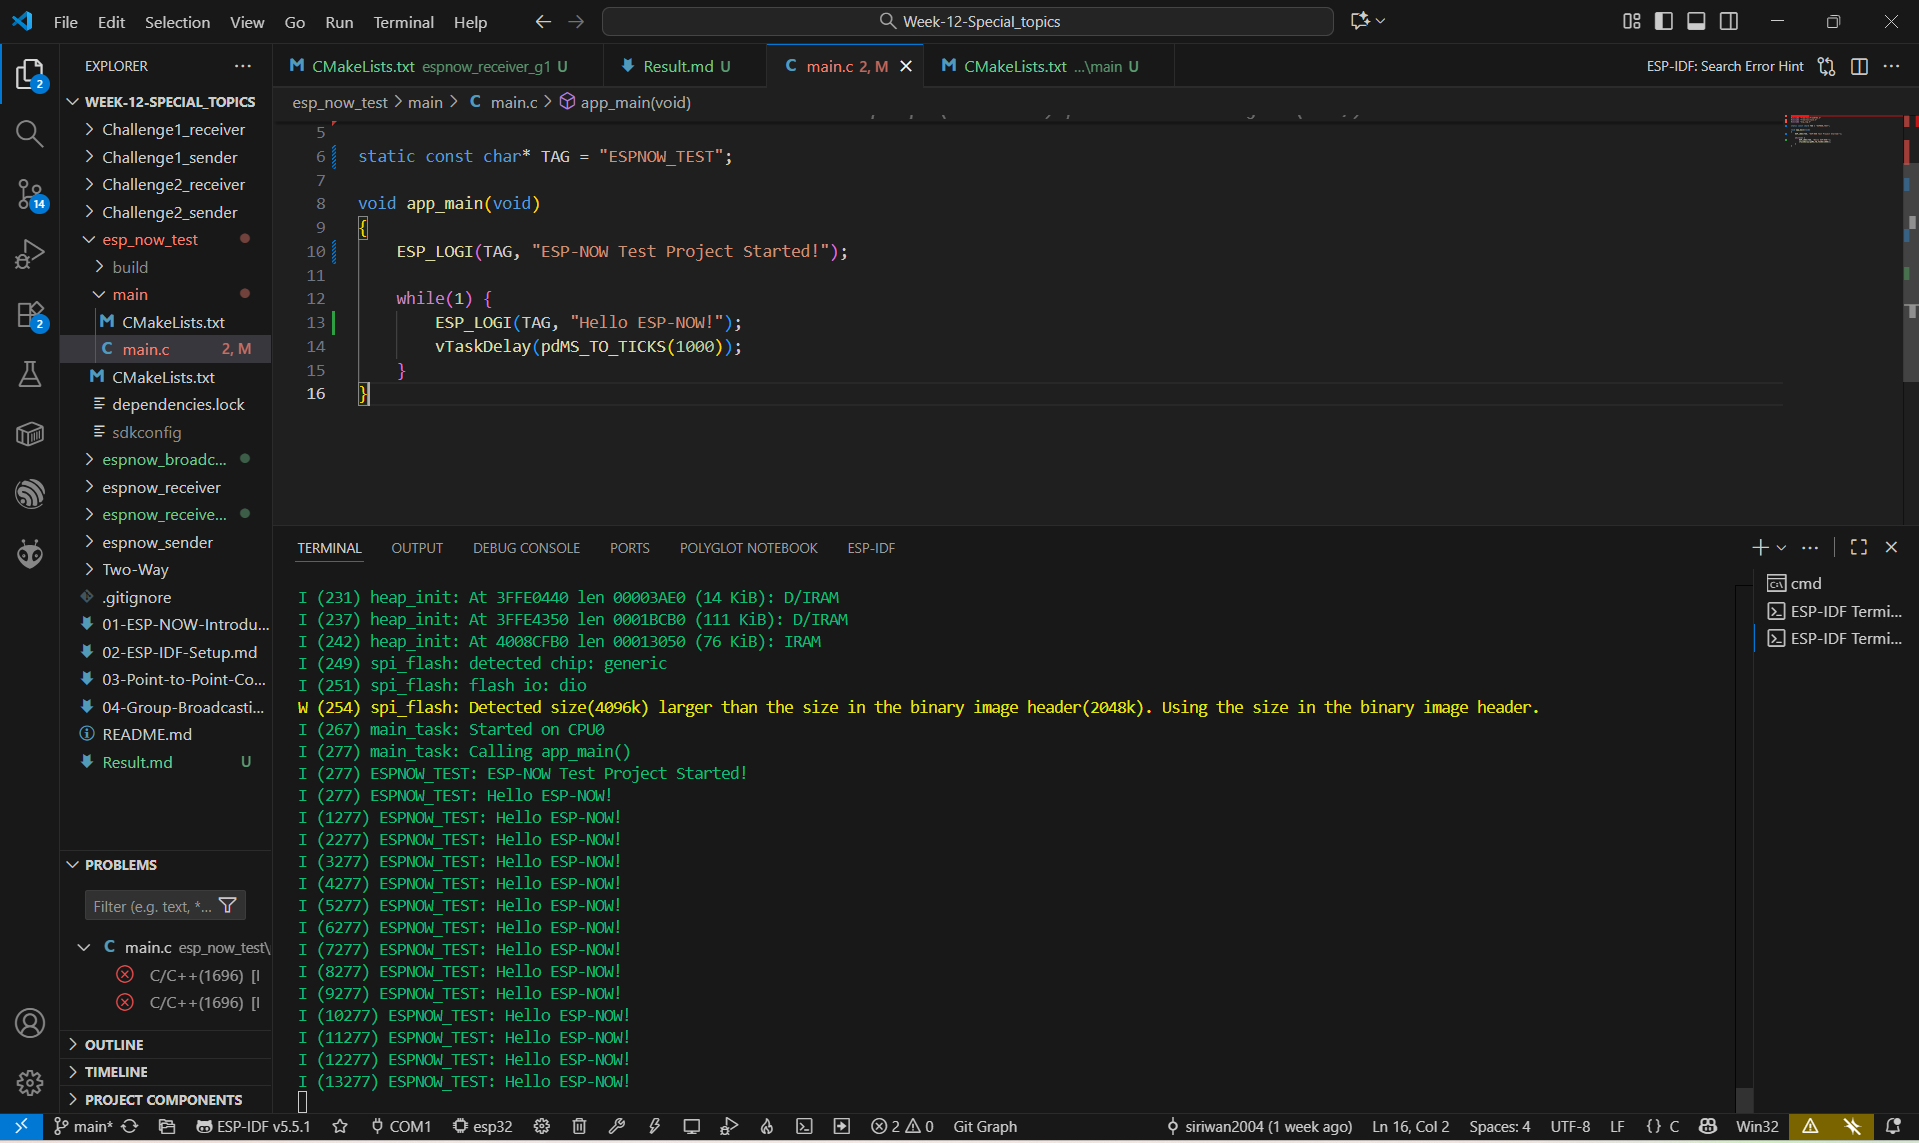 File Edit Selection View Go Run Terminal Help
Week-12-Special_topics
EXPLORER
WEEK-12-SPECIAL_TOPICS
Challenge1_receiver
Challenge1_sender
Challenge2_receiver
Challenge2_sender
esp_now_test
build
main
CMakeLists.txt
main.c 2, M
CMakeLists.txt
dependencies.lock
sdkconfig
espnow_broadc...
espnow_receiver
espnow_receive...
espnow_sender
Two-Way
.gitignore
01-ESP-NOW-Introdu...
02-ESP-IDF-Setup.md
03-Point-to-Point-Co...
04-Group-Broadcasti...
README.md
Result.md U
PROBLEMS
Filter (e.g. text, *...
main.c esp_now_test\
C/C++(1696) [I
C/C++(1696) [I
OUTLINE
TIMELINE
PROJECT COMPONENTS
2
14
2
CMakeLists.txt espnow_receiver_g1 U
Result.md U
main.c 2, M
CMakeLists.txt ...\main U
ESP-IDF: Search Error Hint
esp_now_test > main > C main.c > app_main(void)
5
6 static const char* TAG = "ESPNOW_TEST";
7
8 void app_main(void)
9 {
10 ESP_LOGI(TAG, "ESP-NOW Test Project Started!");
11
12 while(1) {
13 ESP_LOGI(TAG, "Hello ESP-NOW!");
14 vTaskDelay(pdMS_TO_TICKS(1000));
15 }
16 }
TERMINAL OUTPUT DEBUG CONSOLE PORTS POLYGLOT NOTEBOOK ESP-IDF
I (231) heap_init: At 3FFE0440 len 00003AE0 (14 KiB): D/IRAM
I (237) heap_init: At 3FFE4350 len 0001BCB0 (111 KiB): D/IRAM
I (242) heap_init: At 4008CFB0 len 00013050 (76 KiB): IRAM
I (249) spi_flash: detected chip: generic
I (251) spi_flash: flash io: dio
W (254) spi_flash: Detected size(4096k) larger than the size in the binary image header(2048k). Using the size in the binary image header.
I (267) main_task: Started on CPU0
I (277) main_task: Calling app_main()
I (277) ESPNOW_TEST: ESP-NOW Test Project Started!
I (277) ESPNOW_TEST: Hello ESP-NOW!
I (1277) ESPNOW_TEST: Hello ESP-NOW!
I (2277) ESPNOW_TEST: Hello ESP-NOW!
I (3277) ESPNOW_TEST: Hello ESP-NOW!
I (4277) ESPNOW_TEST: Hello ESP-NOW!
I (5277) ESPNOW_TEST: Hello ESP-NOW!
I (6277) ESPNOW_TEST: Hello ESP-NOW!
I (7277) ESPNOW_TEST: Hello ESP-NOW!
I (8277) ESPNOW_TEST: Hello ESP-NOW!
I (9277) ESPNOW_TEST: Hello ESP-NOW!
I (10277) ESPNOW_TEST: Hello ESP-NOW!
I (11277) ESPNOW_TEST: Hello ESP-NOW!
I (12277) ESPNOW_TEST: Hello ESP-NOW!
I (13277) ESPNOW_TEST: Hello ESP-NOW!
cmd
ESP-IDF Termi...
ESP-IDF Termi...
main* ESP-IDF v5.5.1 COM1 esp32 2 0 Git Graph siriwan2004 (1 week ago) Ln 16, Col 2 Spaces: 4 UTF-8 LF {} C Win32